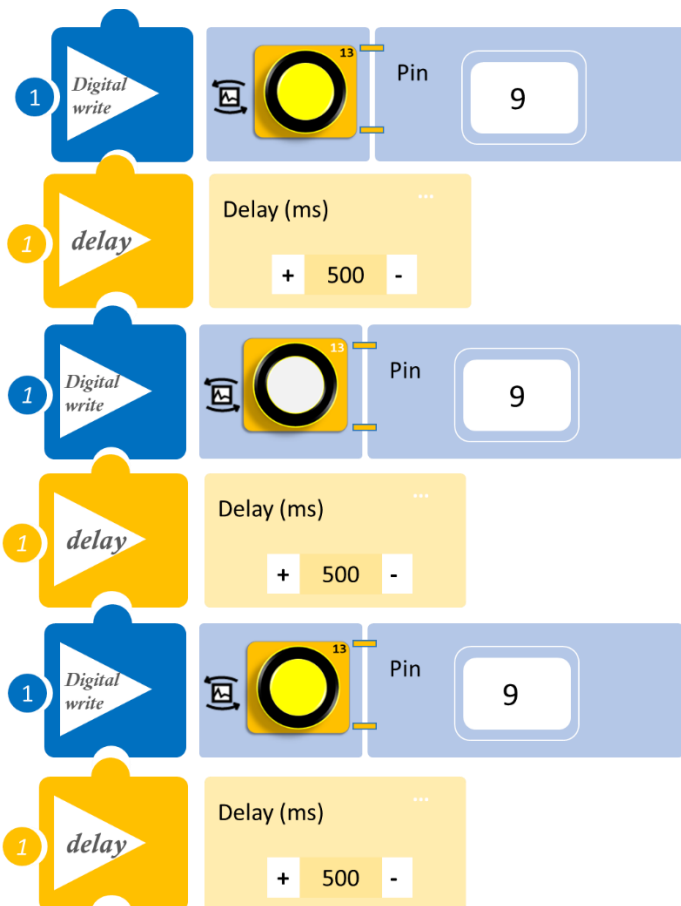 1
Digital
write
13
Pin
9
1
delay
Delay (ms)
...
+ 500 -
1
Digital
write
13
Pin
9
1
delay
Delay (ms)
...
+ 500 -
1
Digital
write
13
Pin
9
1
delay
Delay (ms)
...
+ 500 -